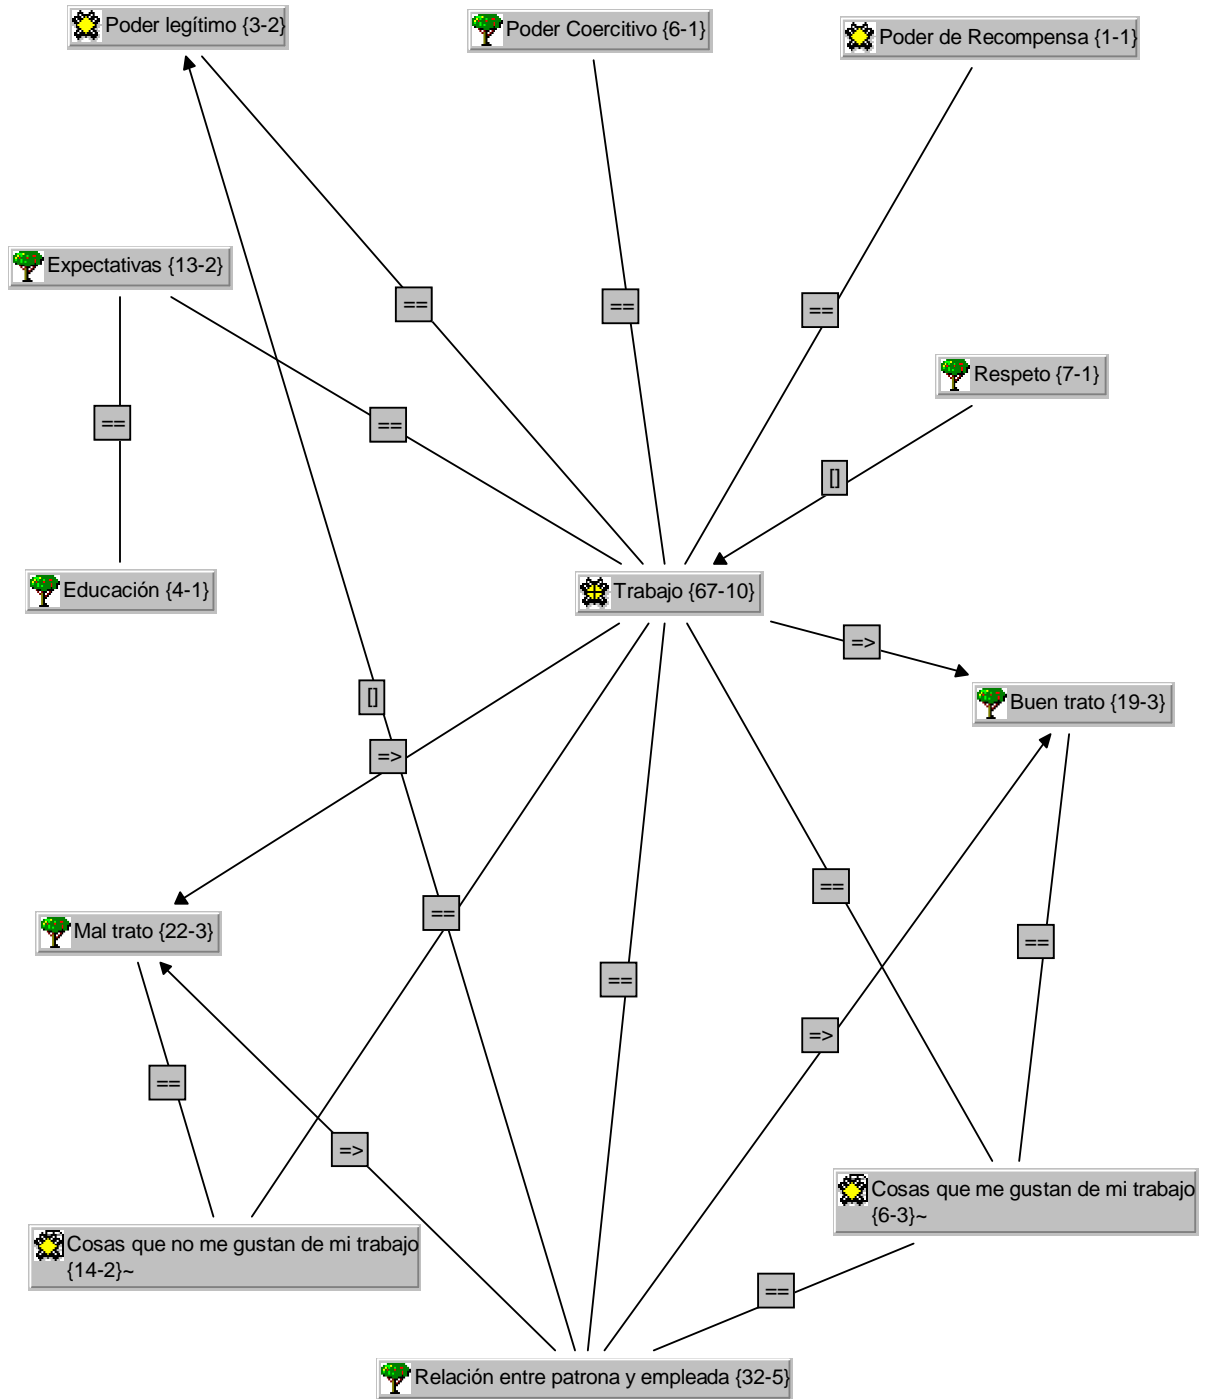 Poder legítimo {3-2}
Poder Coercitivo {6-1}
Poder de Recompensa {1-1}
Expectativas {13-2}
==
==
==
Respeto {7-1}
==
==
[]
Educación {4-1}
Trabajo {67-10}
=>
[]
Buen trato {19-3}
=>
==
==
Mal trato {22-3}
==
==
=>
==
=>
Cosas que me gustan de mi trabajo
{6-3}~
Cosas que no me gustan de mi trabajo
{14-2}~
==
Relación entre patrona y empleada {32-5}